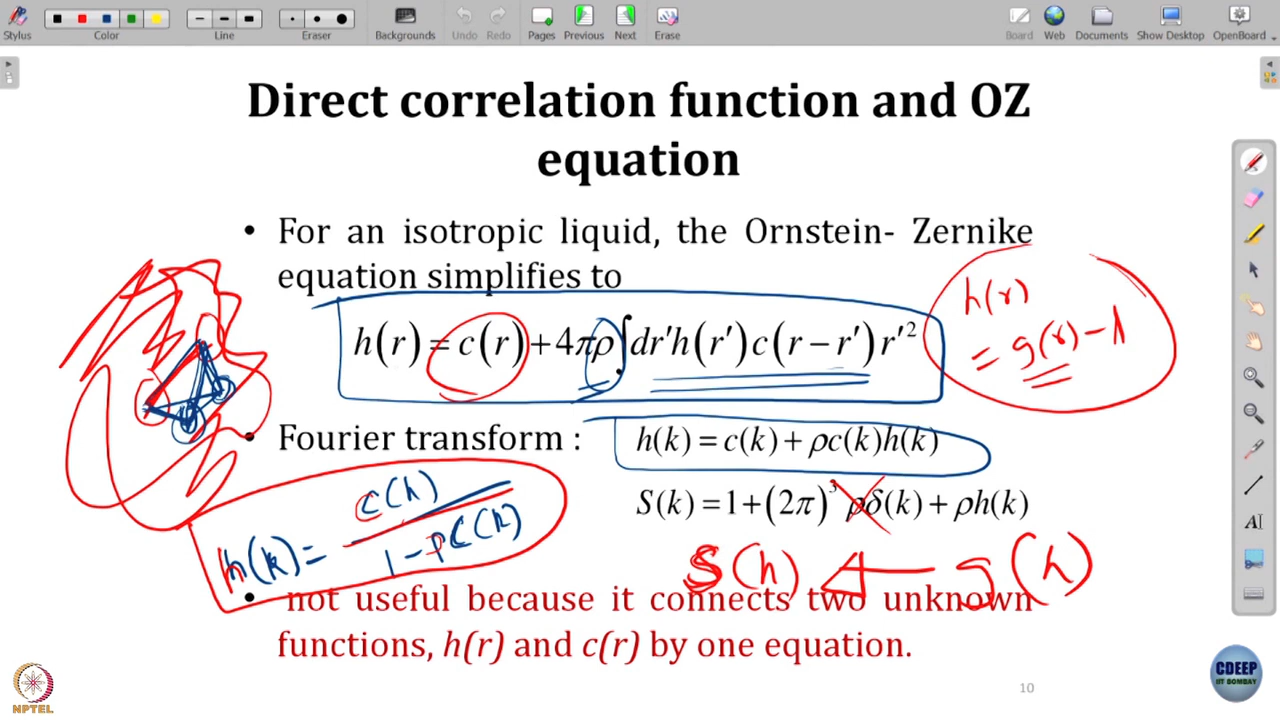 Stylus Color Line Eraser Backgrounds Undo Redo Pages Previous Next Erase Board Web Documents Show Desktop OpenBoard
Direct correlation function and OZ
equation
• For an isotropic liquid, the Ornstein- Zernike
equation simplifies to
h(r) = c(r) + 4πρ∫dr′h(r′)c(r−r′)r′²
h(r)
= g(r) − 1
• Fourier transform : h(k) = c(k) + ρc(k)h(k)
S(k) = 1 + (2π)³ρδ(k) + ρh(k)
h(k) = c(k) / 1 − ρc(k)
S(k) ← g(k)
• not useful because it connects two unknown
functions, h(r) and c(r) by one equation.
10
NPTEL
CDEEP
IIT BOMBAY